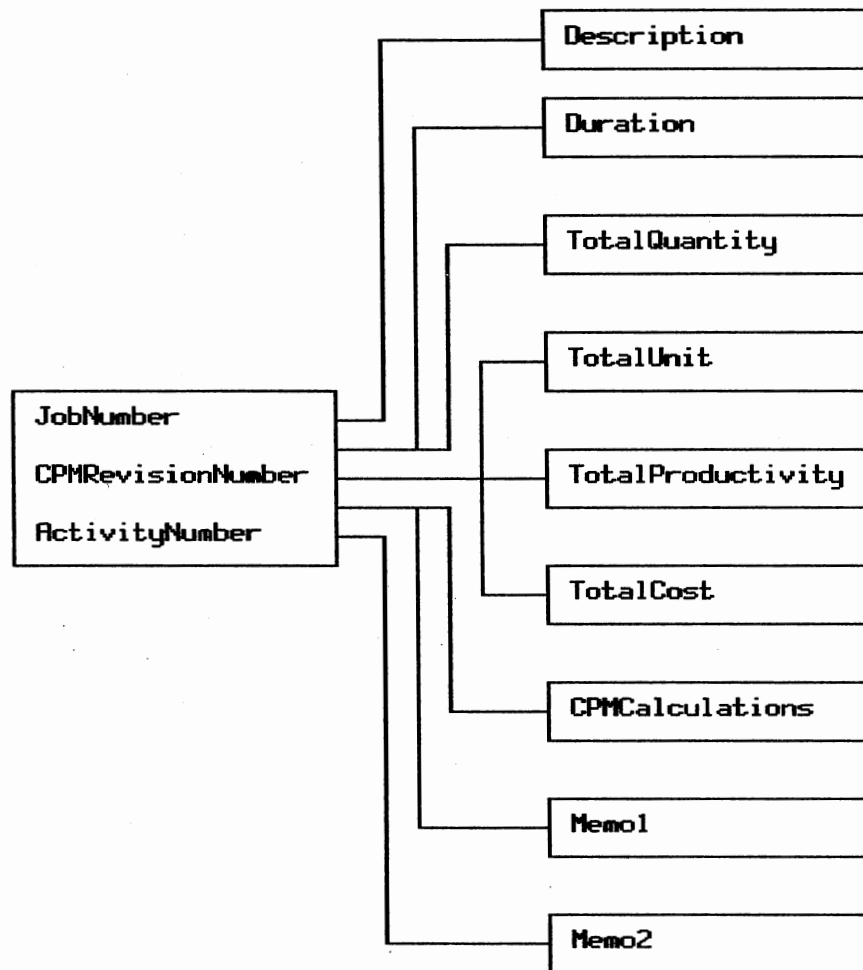 Description
Duration
TotalQuantity
TotalUnit
JobNumber
CPMRevisionNumber
TotalProductivity
ActivityNumber
TotalCost
CPMCalculations
Memo1
Memo2